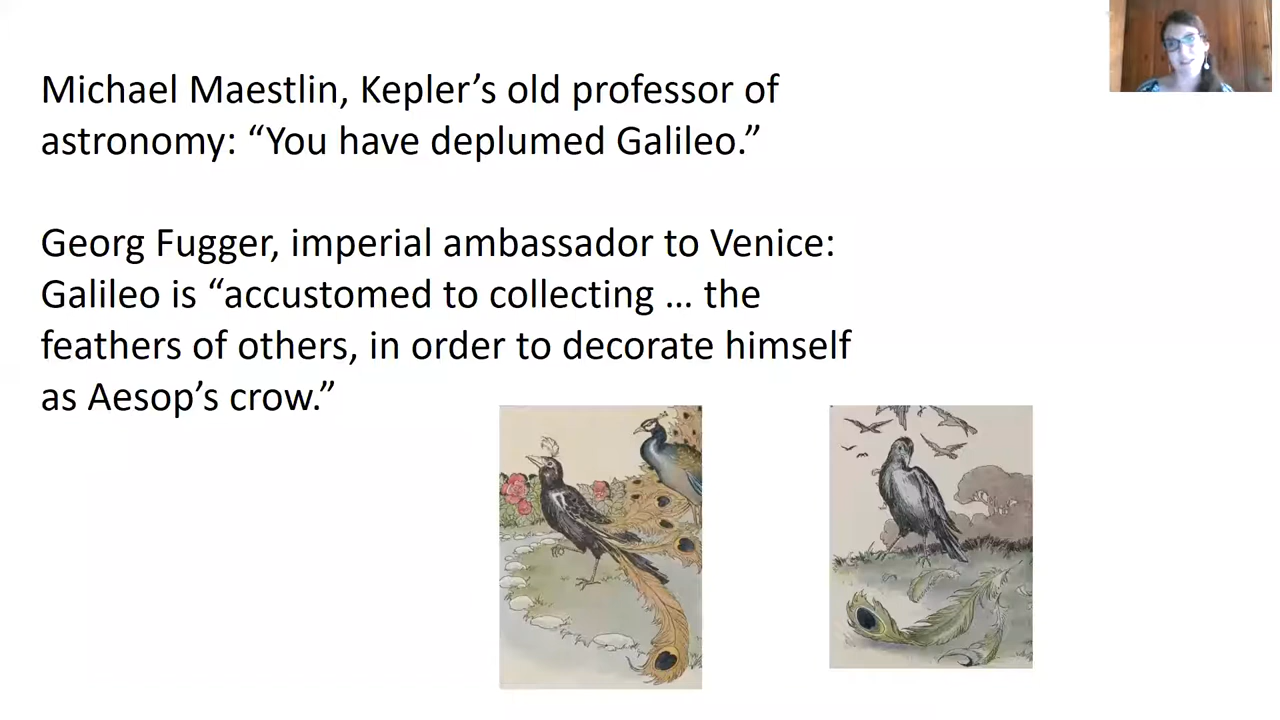 Michael Maestlin, Kepler’s old professor of
astronomy: “You have deplumed Galileo.”
Georg Fugger, imperial ambassador to Venice:
Galileo is “accustomed to collecting … the
feathers of others, in order to decorate himself
as Aesop’s crow.”